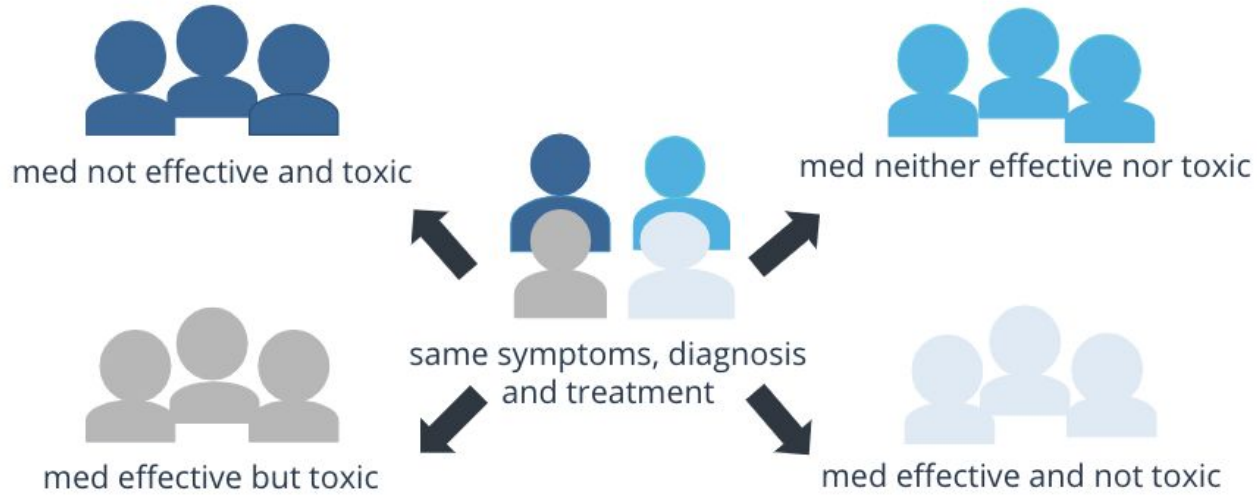 med not effective and toxic
med neither effective nor toxic
same symptoms, diagnosis
and treatment
med effective but toxic
med effective and not toxic